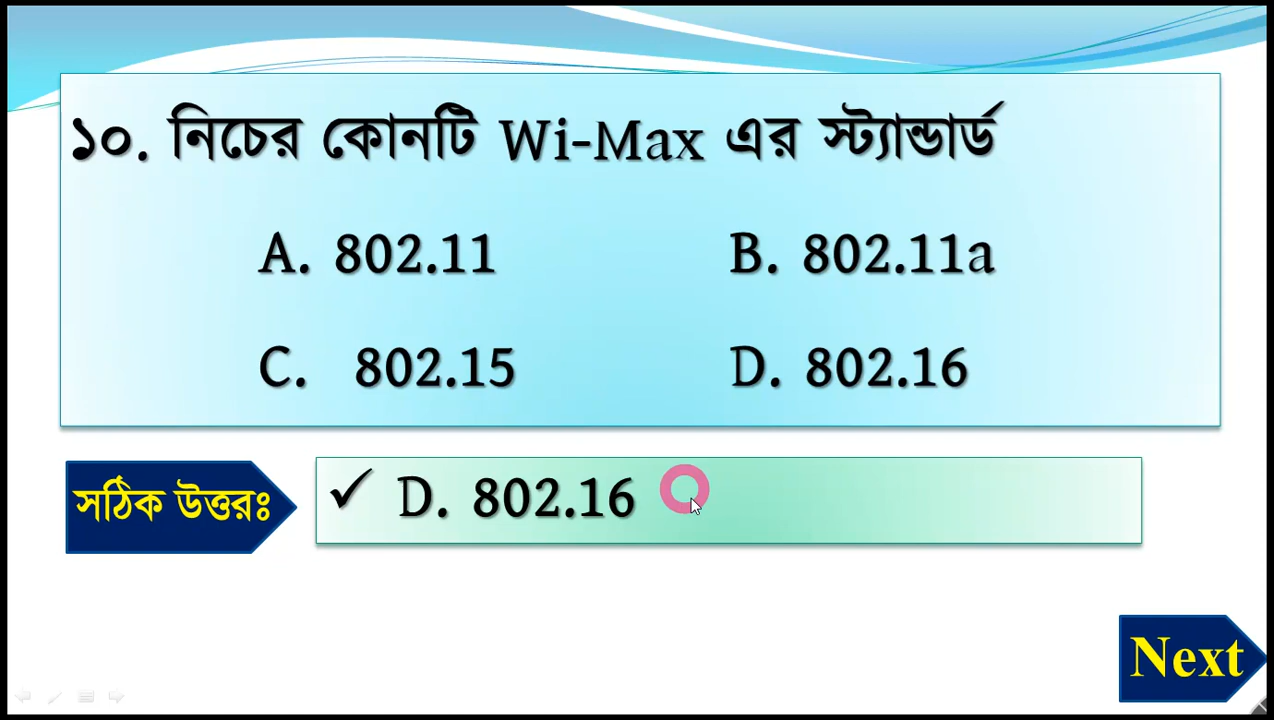 ১০. নিচের কোনটি Wi-Max এর স্ট্যান্ডার্ড
A. 802.11 B. 802.11a
C. 802.15 D. 802.16
সঠিক উত্তরঃ ✓ D. 802.16
Next